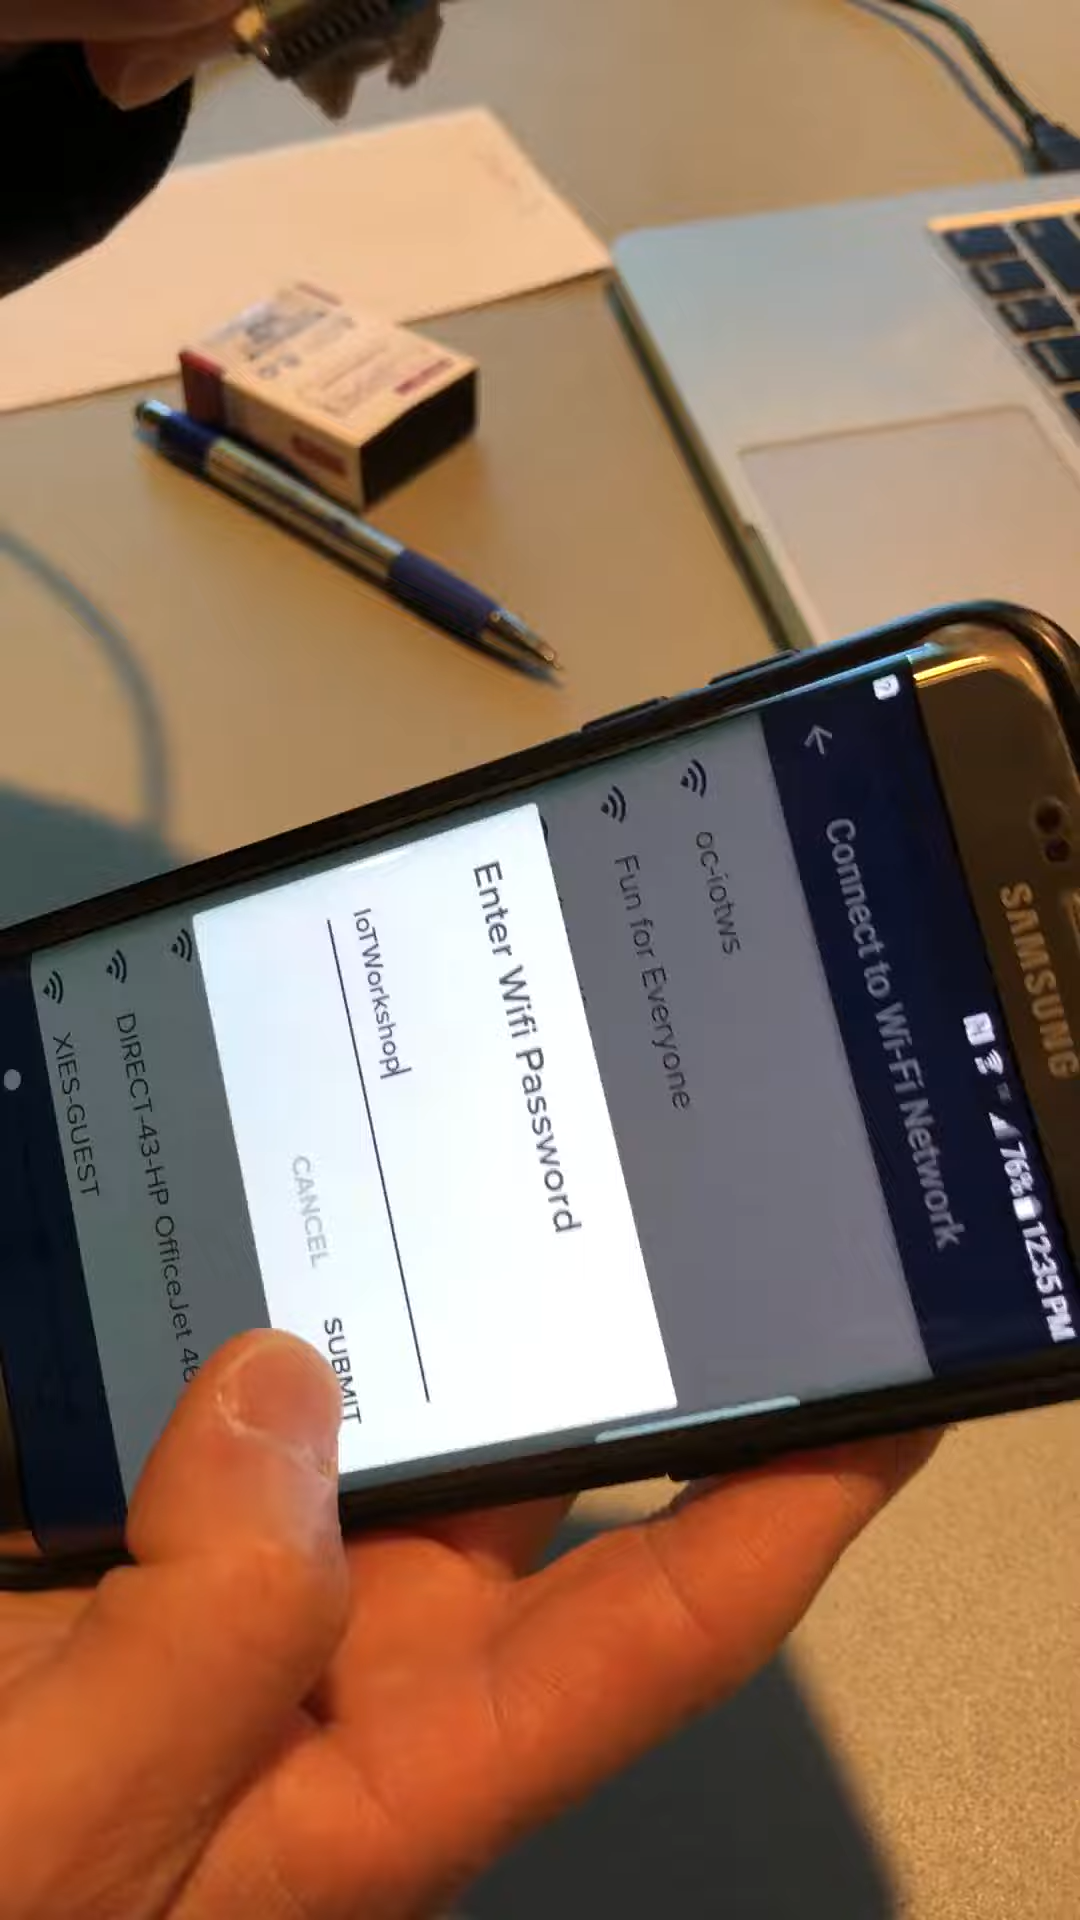 SAMSUNG
76% 12:35 PM
Connect to Wi-Fi Network
oc-iotws
Fun for Everyone
Enter Wifi Password
IoTWorkshop
CANCEL SUBMIT
DIRECT-43-HP OfficeJet 46
XIES-GUEST